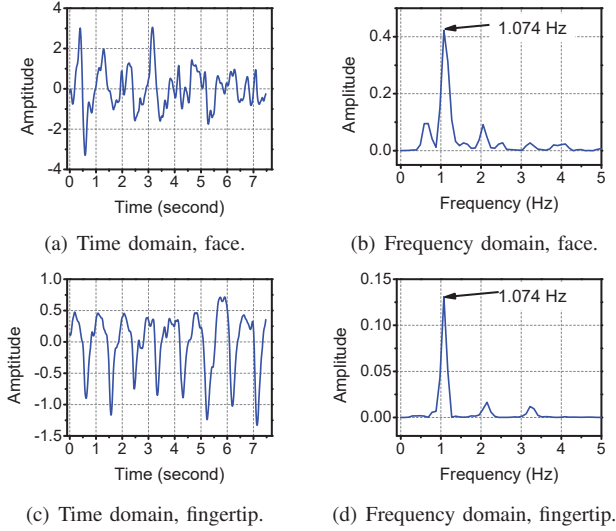 4
2
0
-2
-4
0 1 2 3 4 5 6 7
Amptitude
Time (second)
(a) Time domain, face.
0.4
0.2
0.0
0 1 2 3 4 5
Amplitude
Frequency (Hz)
1.074 Hz
(b) Frequency domain, face.
1.0
0.5
0.0
-0.5
-1.0
-1.5
0 1 2 3 4 5 6 7
Amplitude
Time (second)
(c) Time domain, fingertip.
0.15
0.10
0.05
0.00
0 1 2 3 4 5
Amplitude
Frequency (Hz)
1.074 Hz
(d) Frequency domain, fingertip.